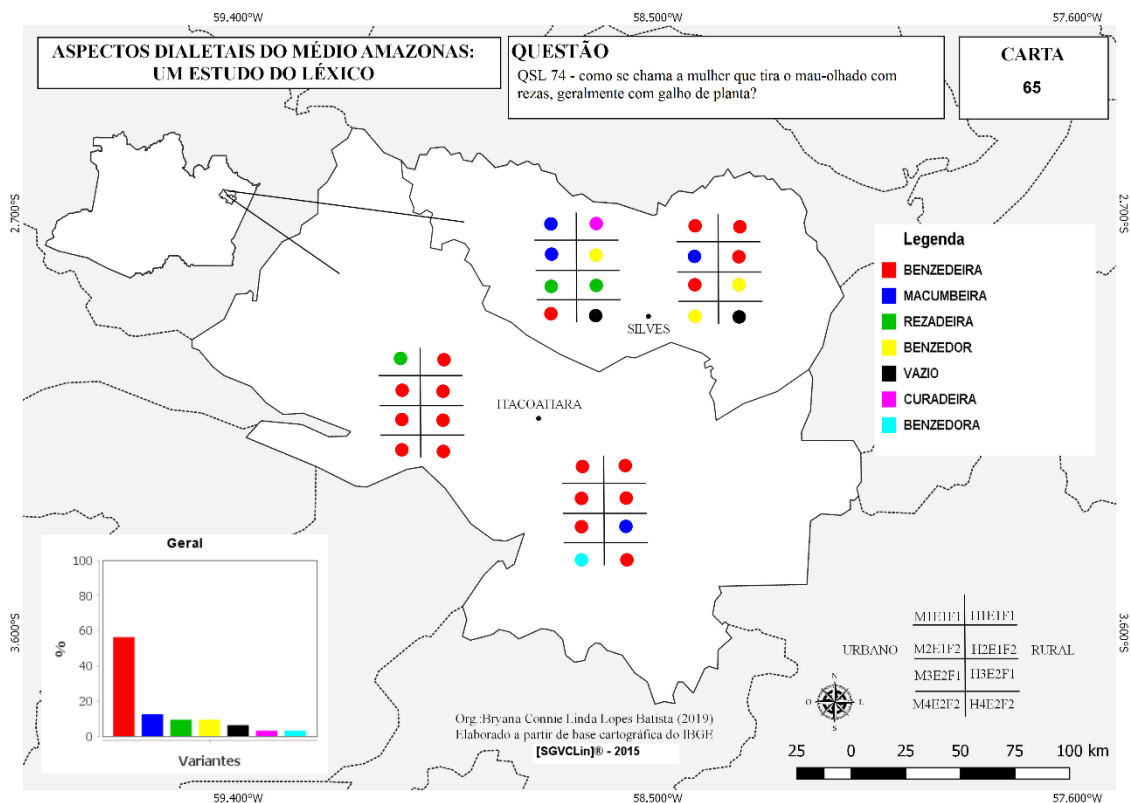 59.400°W
58.500°W
57.600°W
ASPECTOS DIALETAIS DO MÉDIO AMAZONAS:
UM ESTUDO DO LÉXICO
QUESTÃO
QSL 74 - como se chama a mulher que tira o mau-olhado com
rezas, geralmente com galho de planta?
CARTA
65
2.700°S
2.700°S
SILVES
ITACOATIARA
Legenda
BENZEDEIRA
MACUMBEIRA
REZADEIRA
BENZEDOR
VAZIO
CURADEIRA
BENZEDORA
Geral
100
80
60
40
20
0
%
Variantes
3.600°S
3.600°S
M1E1F1 H1E1F1
URBANO M2E1F2 H2E1F2 RURAL
M3E2F1 H3E2F1
M4E2F2 H4E2F2
N
O L
S
Org.:Bryana Connie Linda Lopes Batista (2019)
Elaborado a partir de base cartográfica do IBGE
[SGVCLin]® - 2015
25 0 25 50 75 100 km
59.400°W
58.500°W
57.600°W